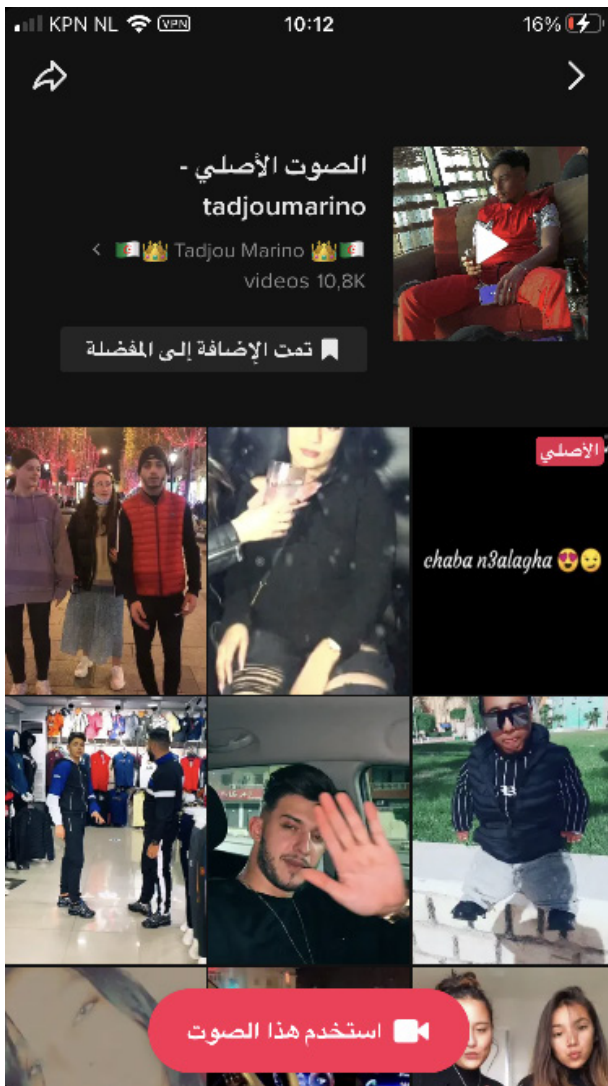 KPN NL VPN 10:12 16%
الصوت الأصلي -
tadjoumarino
🇩🇿👑 Tadjou Marino 👑🇩🇿
videos 10,8K
تمت الإضافة إلى المفضلة
الأصلي
chaba n3alagha 😍😏
استخدم هذا الصوت